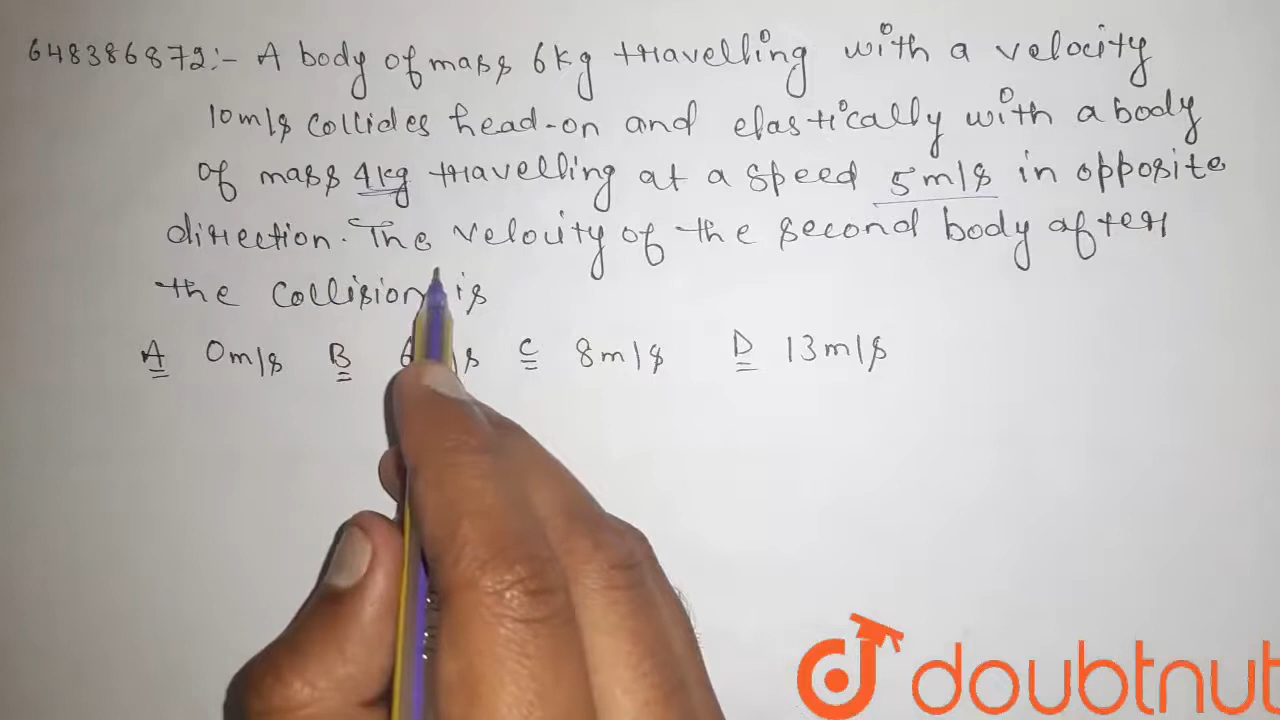 648386872:- A body of mass 6kg travelling with a velocity
10m/s collides head-on and elastically with a body
of mass 4kg travelling at a speed 5m/s in opposite
direction. The velocity of the second body after
the collision is
A 0m/s B C 8m/s D 13m/s
doubtnut